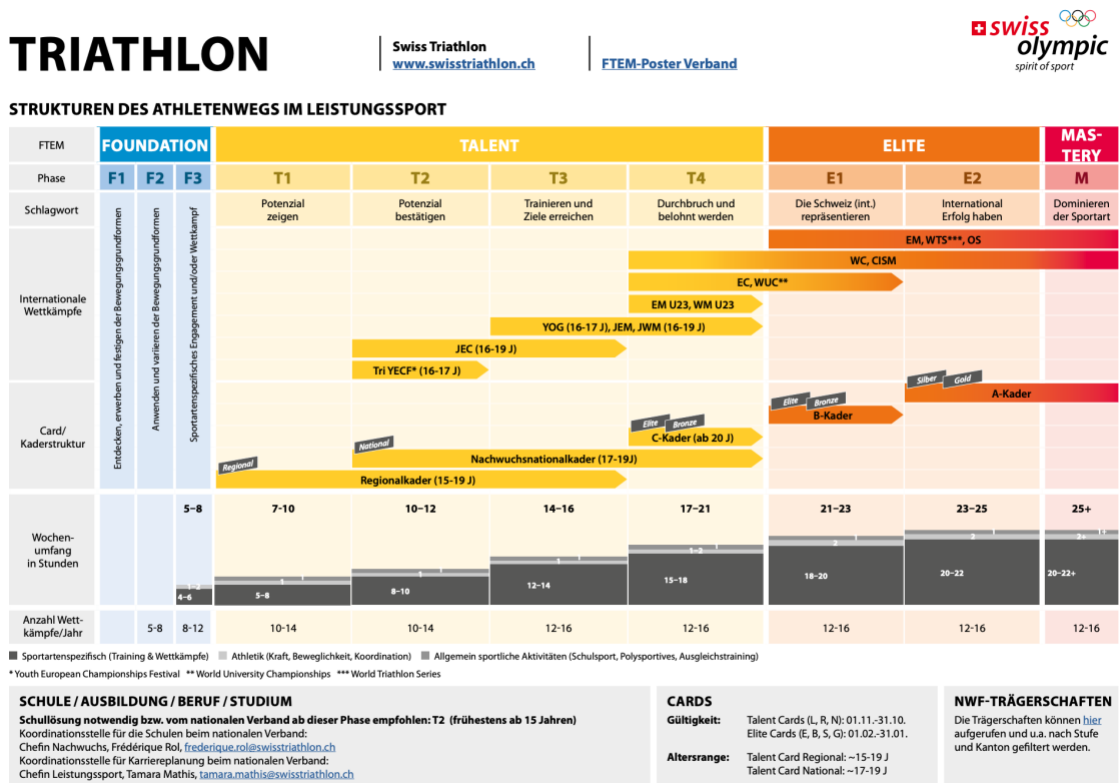 TRIATHLON
Swiss Triathlon
www.swisstriathlon.ch
FTEM-Poster Verband
swiss
olympic
spirit of sport
STRUKTUREN DES ATHLETENWEGS IM LEISTUNGSSPORT
FTEM FOUNDATION TALENT ELITE MAS-
TERY
Phase F1 F2 F3 T1 T2 T3 T4 E1 E2 M
Schlagwort
Potenzial
zeigen
Potenzial
bestätigen
Trainieren und
Ziele erreichen
Durchbruch und
belohnt werden
Die Schweiz (int.)
repräsentieren
International
Erfolg haben
Dominieren
der Sportart
Entdecken, erwerben und festigen der Bewegungsgrundformen
Anwenden und variieren der Bewegungsgrundformen
Sportartenspezifisches Engagement und/oder Wettkampf
Internationale
Wettkämpfe
EM, WTS***, OS
WC, CISM
EC, WUC**
EM U23, WM U23
YOG (16-17 J), JEM, JWM (16-19 J)
JEC (16-19 J)
Tri YECF* (16-17 J)
Card/
Kaderstruktur
Silber Gold
A-Kader
Elite Bronze
B-Kader
Elite Bronze
C-Kader (ab 20 J)
National
Nachwuchsnationalkader (17-19J)
Regional
Regionalkader (15-19 J)
Wochen-
umfang
in Stunden
5–8 7-10 10–12 14–16 17–21 21–23 23–25 25+
1–2 1 1 1 1 1 1 1–2 1 2 1 2 1 2+ 1+
4–6 5–8 8–10 12–14 15–18 18–20 20–22 20–22+
Anzahl Wett-
kämpfe/Jahr
5-8 8-12 10-14 10-14 12-16 12-16 12-16 12-16 12-16
Sportartenspezifisch (Training & Wettkämpfe) Athletik (Kraft, Beweglichkeit, Koordination) Allgemein sportliche Aktivitäten (Schulsport, Polysportives, Ausgleichstraining)
* Youth European Championships Festival ** World University Championships *** World Triathlon Series
SCHULE / AUSBILDUNG / BERUF / STUDIUM
Schullösung notwendig bzw. vom nationalen Verband ab dieser Phase empfohlen: T2 (frühestens ab 15 Jahren)
Koordinationsstelle für die Schulen beim nationalen Verband:
Chefin Nachwuchs, Frédérique Rol, frederique.rol@swisstriathlon.ch
Koordinationsstelle für Karriereplanung beim nationalen Verband:
Chefin Leistungssport, Tamara Mathis, tamara.mathis@swisstriathlon.ch
CARDS
Gültigkeit: Talent Cards (L, R, N): 01.11.-31.10.
Elite Cards (E, B, S, G): 01.02.-31.01.
Altersrange: Talent Card Regional: ~15-19 J
Talent Card National: ~17-19 J
NWF-TRÄGERSCHAFTEN
Die Trägerschaften können hier
aufgerufen und u.a. nach Stufe
und Kanton gefiltert werden.